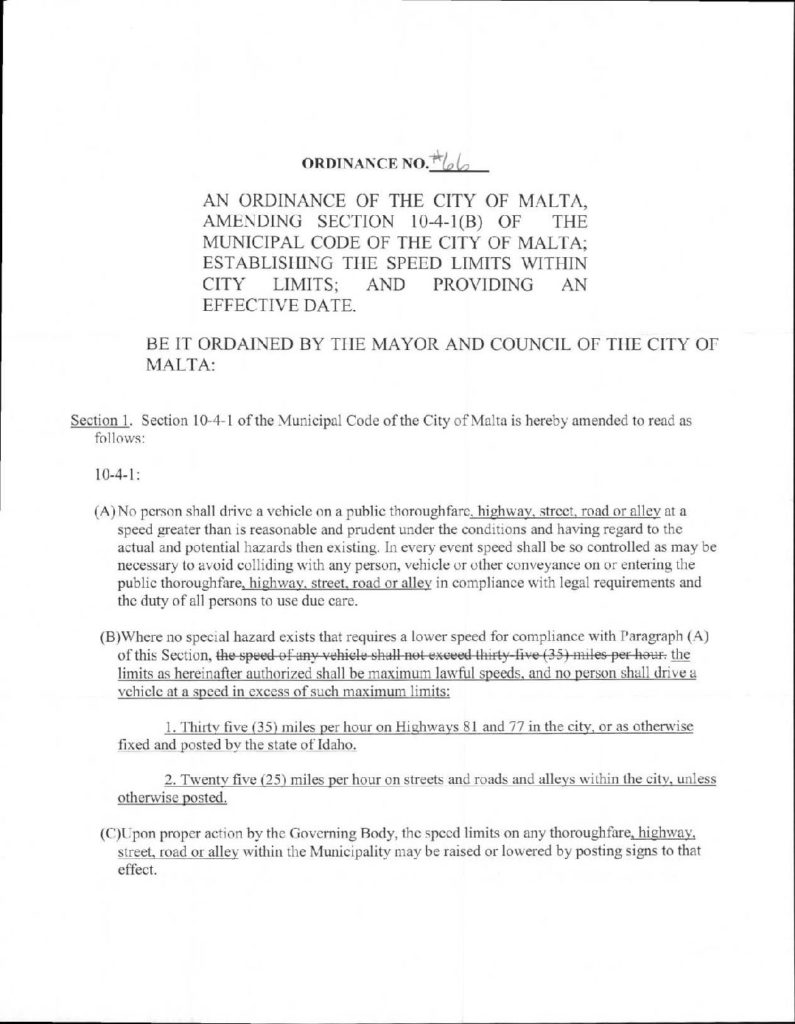 ORDINANCE NO. #66
AN ORDINANCE OF THE CITY OF MALTA,
AMENDING SECTION 10-4-1(B) OF THE
MUNICIPAL CODE OF THE CITY OF MALTA;
ESTABLISHING THE SPEED LIMITS WITHIN
CITY LIMITS; AND PROVIDING AN
EFFECTIVE DATE.
BE IT ORDAINED BY THE MAYOR AND COUNCIL OF THE CITY OF
MALTA:
Section 1. Section 10-4-1 of the Municipal Code of the City of Malta is hereby amended to read as
follows:
10-4-1:
(A) No person shall drive a vehicle on a public thoroughfare, highway, street, road or alley at a
speed greater than is reasonable and prudent under the conditions and having regard to the
actual and potential hazards then existing. In every event speed shall be so controlled as may be
necessary to avoid colliding with any person, vehicle or other conveyance on or entering the
public thoroughfare, highway, street, road or alley in compliance with legal requirements and
the duty of all persons to use due care.
(B)Where no special hazard exists that requires a lower speed for compliance with Paragraph (A)
of this Section, the speed of any vehicle shall not exceed thirty-five (35) miles per hour. the
limits as hereinafter authorized shall be maximum lawful speeds, and no person shall drive a
vehicle at a speed in excess of such maximum limits:
1. Thirty five (35) miles per hour on Highways 81 and 77 in the city, or as otherwise
fixed and posted by the state of Idaho.
2. Twenty five (25) miles per hour on streets and roads and alleys within the city, unless
otherwise posted.
(C)Upon proper action by the Governing Body, the speed limits on any thoroughfare, highway,
street, road or alley within the Municipality may be raised or lowered by posting signs to that
effect.